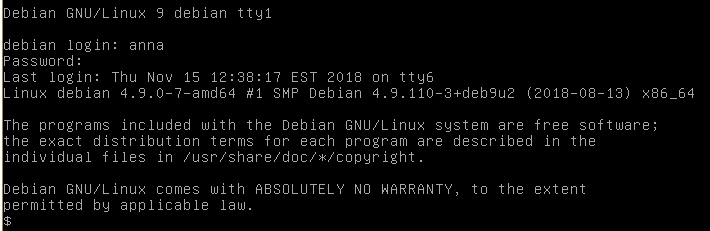 Debian GNU/Linux 9 debian tty1
debian login: anna
Password:
Last login: Thu Nov 15 12:38:17 EST 2018 on tty6
Linux debian 4.9.0-7-amd64 #1 SMP Debian 4.9.110-3+deb9u2 (2018-08-13) x86_64
The programs included with the Debian GNU/Linux system are free software;
the exact distribution terms for each program are described in the
individual files in /usr/share/doc/*/copyright.
Debian GNU/Linux comes with ABSOLUTELY NO WARRANTY, to the extent
permitted by applicable law.
$